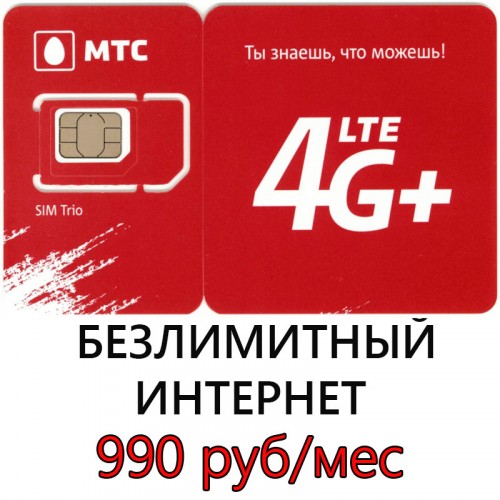 МТС
SIM Trio
Ты знаешь, что можешь!
LTE
4G+
БЕЗЛИМИТНЫЙ
ИНТЕРНЕТ
990 руб/мес